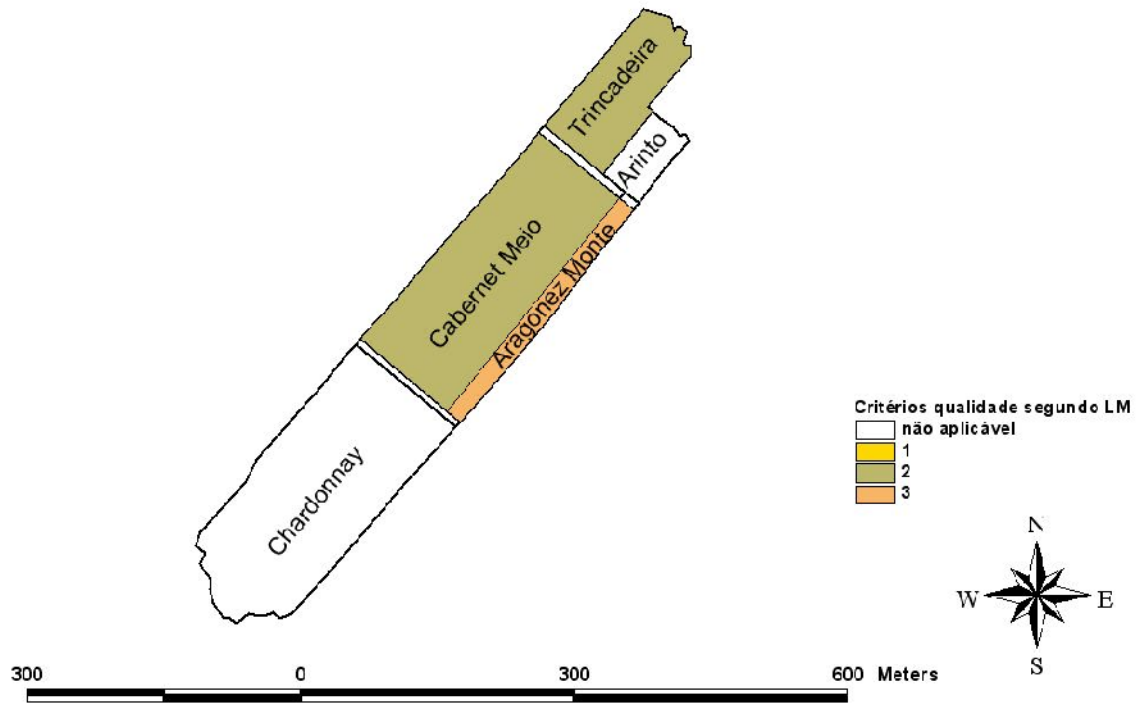 Trincadeira
Arinto
Cabernet Meio
Aragonez Monte
Chardonnay
Critérios qualidade segundo LM
não aplicável
1
2
3
N
W E
S
300 0 300 600 Meters